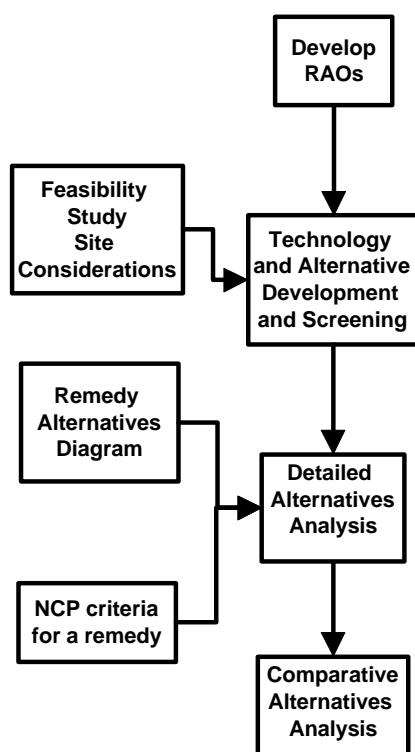 Develop
RAOs
Feasibility
Study
Site
Considerations
Technology
and Alternative
Development
and Screening
Remedy
Alternatives
Diagram
Detailed
Alternatives
Analysis
NCP criteria
for a remedy
Comparative
Alternatives
Analysis